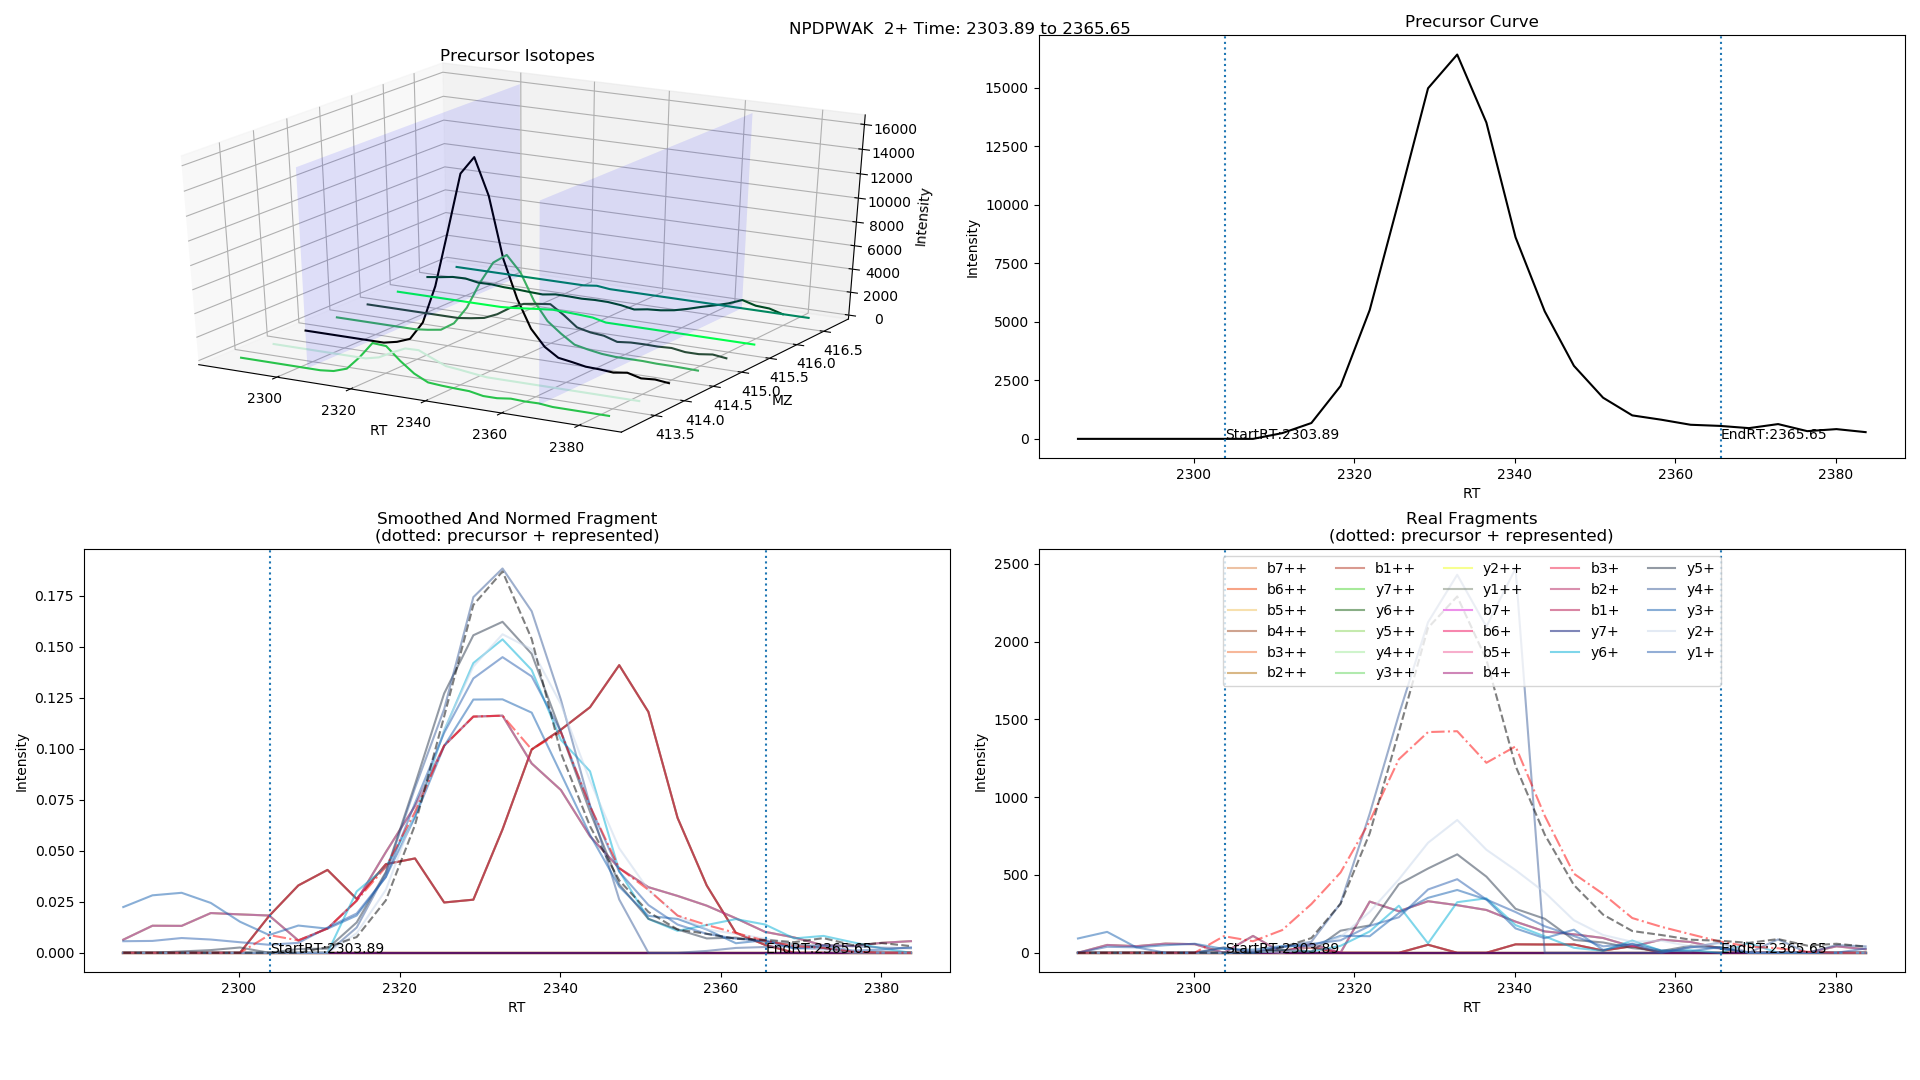 NPDPWAK  2+ Time: 2303.89 to 2365.65
Precursor Isotopes
16000
14000
12000
10000
8000
6000
4000
2000
0
Intensity
416.5
416.0
415.5
415.0
414.5
414.0
413.5
MZ
2300
2320
2340
2360
2380
RT
Precursor Curve
15000
12500
10000
7500
5000
2500
0
Intensity
StartRT:2303.89
EndRT:2365.65
2300
2320
2340
2360
2380
RT
Smoothed And Normed Fragment
(dotted: precursor + represented)
0.175
0.150
0.125
0.100
0.075
0.050
0.025
0.000
Intensity
StartRT:2303.89
EndRT:2365.65
2300
2320
2340
2360
2380
RT
Real Fragments
(dotted: precursor + represented)
2500
2000
1500
1000
500
0
Intensity
b7++
b6++
b5++
b4++
b3++
b2++
b1++
y7++
y6++
y5++
y4++
y3++
y2++
y1++
b7+
b6+
b5+
b4+
b3+
b2+
b1+
y7+
y6+
y5+
y4+
y3+
y2+
y1+
StartRT:2303.89
EndRT:2365.65
2300
2320
2340
2360
2380
RT